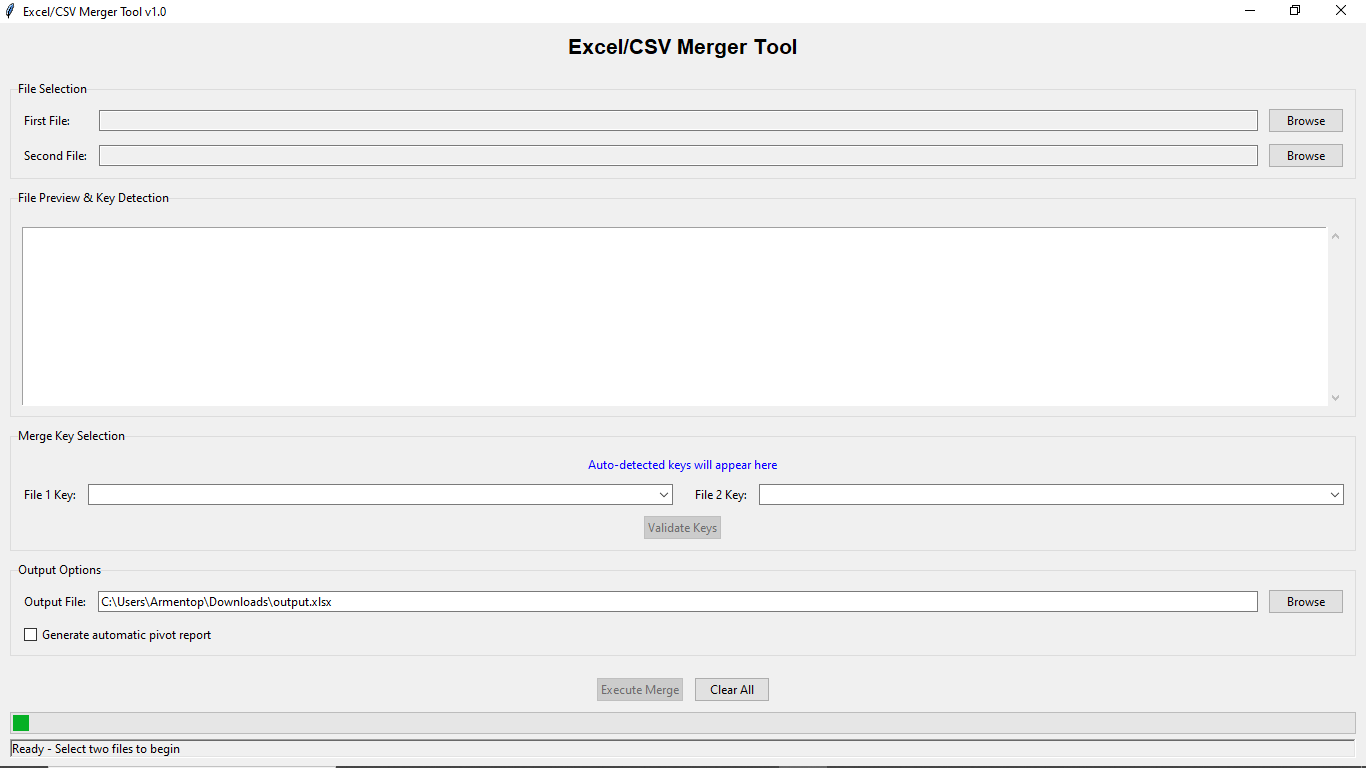 Excel/CSV Merger Tool v1.0
Excel/CSV Merger Tool
File Selection
First File:
Browse
Second File:
Browse
File Preview & Key Detection
Merge Key Selection
Auto-detected keys will appear here
File 1 Key:
File 2 Key:
Validate Keys
Output Options
Output File:
C:\Users\Armentop\Downloads\output.xlsx
Browse
Generate automatic pivot report
Execute Merge
Clear All
Ready - Select two files to begin